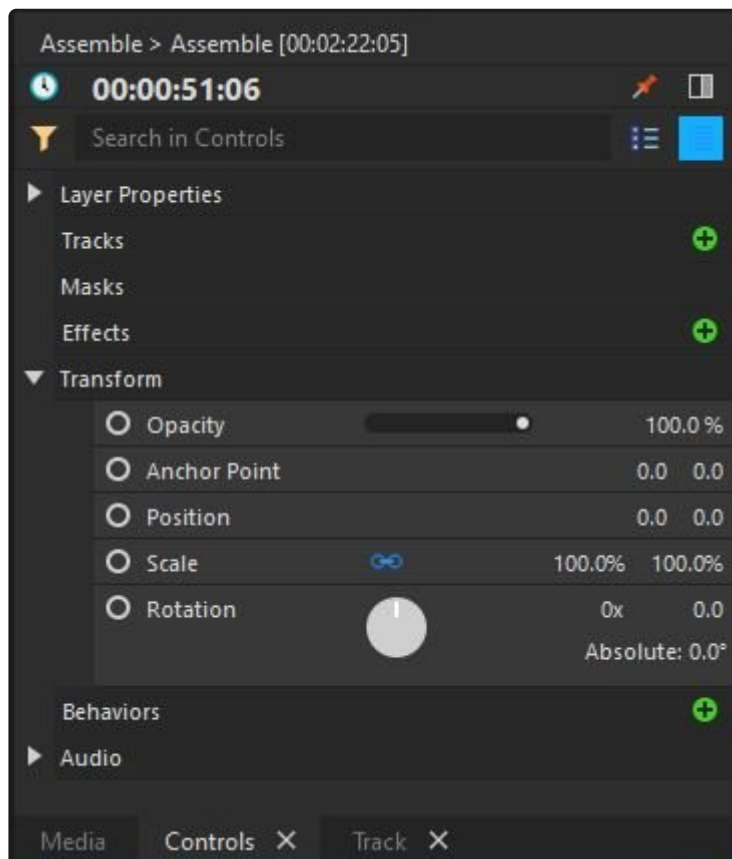 Assemble > Assemble [00:02:22:05]
00:00:51:06
Search in Controls
Layer Properties
Tracks
Masks
Effects
Transform
Opacity 100.0 %
Anchor Point 0.0 0.0
Position 0.0 0.0
Scale 100.0% 100.0%
Rotation 0x 0.0
Absolute: 0.0°
Behaviors
Audio
Media Controls Track